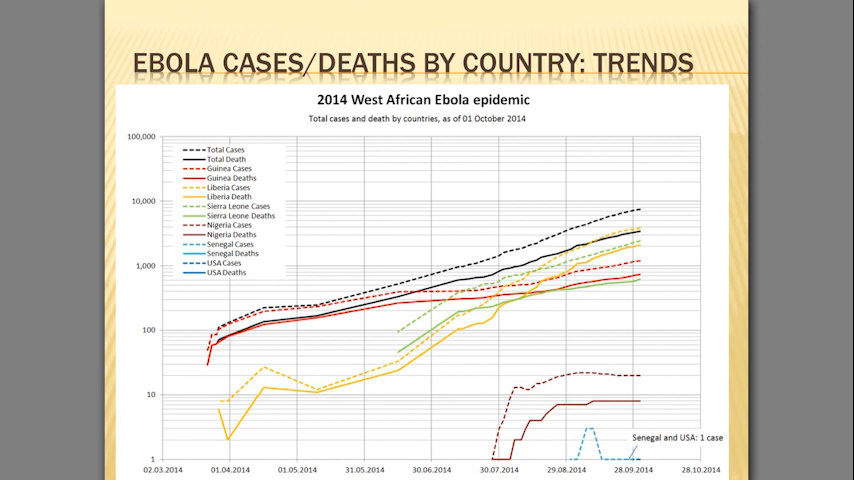 EBOLA CASES/DEATHS BY COUNTRY: TRENDS
2014 West African Ebola epidemic
Total cases and death by countries, as of 01 October 2014
100,000
10,000
1,000
100
10
1
Total Cases
Total Death
Guinea Cases
Guinea Deaths
Liberia Cases
Liberia Death
Sierra Leone Cases
Sierra Leone Deaths
Nigeria Cases
Nigeria Deaths
Senegal Cases
Senegal Deaths
USA Cases
USA Deaths
Senegal and USA: 1 case
02.03.2014 01.04.2014 01.05.2014 31.05.2014 30.06.2014 30.07.2014 29.08.2014 28.09.2014 28.10.2014